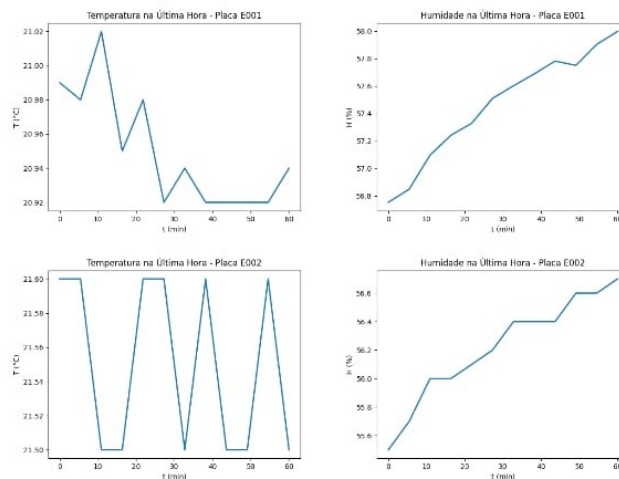 Temperatura na Última Hora - Placa E001
21.02
21.00
20.98
20.96
20.94
20.92
T (°C)
0 10 20 30 40 50 60
t (min)
Humidade na Última Hora - Placa E001
58.0
57.8
57.6
57.4
57.2
57.0
56.8
H (%)
0 10 20 30 40 50 60
t (min)
Temperatura na Última Hora - Placa E002
21.60
21.58
21.56
21.54
21.52
21.50
T (°C)
0 10 20 30 40 50 60
t (min)
Humidade na Última Hora - Placa E002
56.6
56.4
56.2
56.0
55.8
55.6
H (%)
0 10 20 30 40 50 60
t (min)